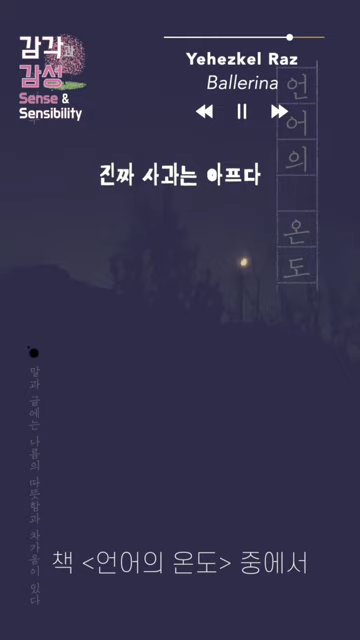 감각과
감성
Sense &
Sensibility
Yehezkel Raz
Ballerina
언어의 온도
진짜 사과는 아프다
말과 글에는 나름의 따뜻함과 차가움이 있다
책 <언어의 온도> 중에서